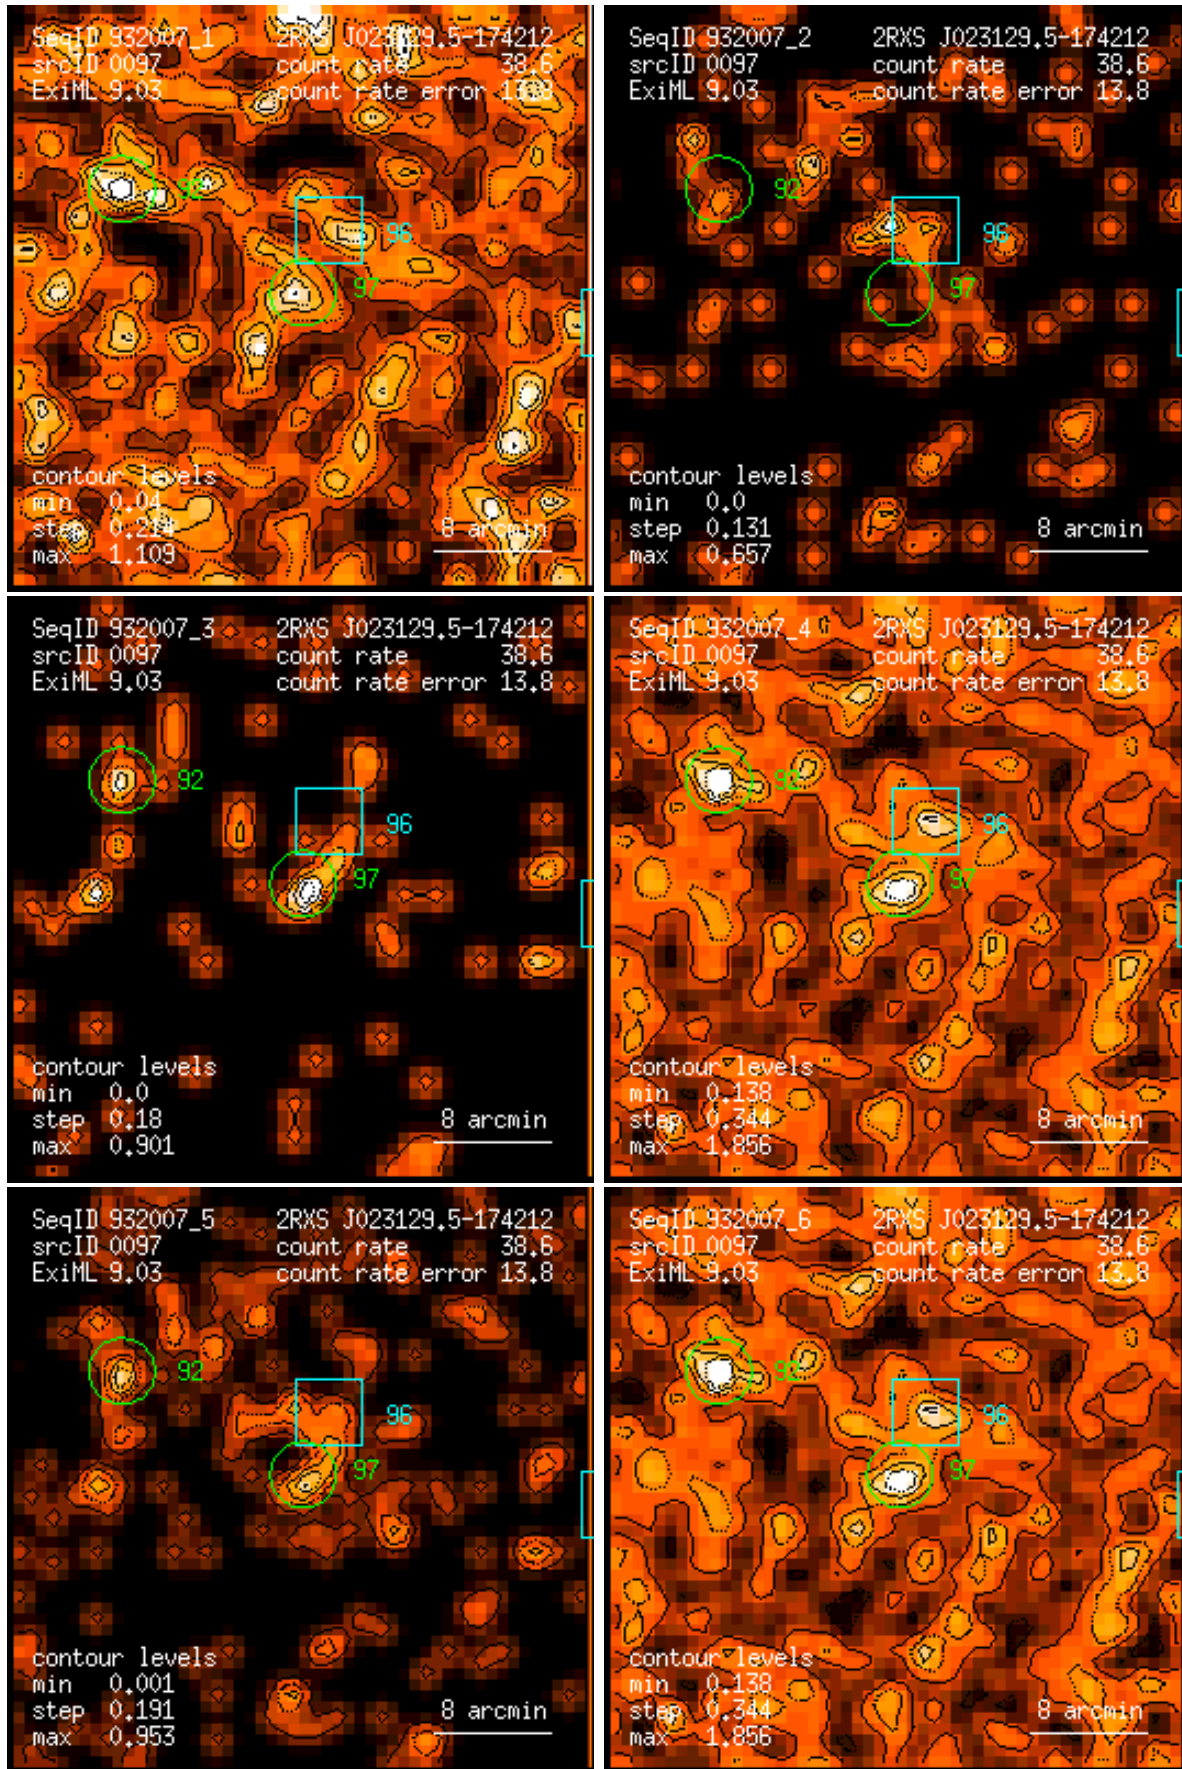 SeqID 932007_1 2RXS J023129.5-174212
srcID 0097 count rate 38.6
ExiML 9.03 count rate error 13.8
92
96
97
contour levels
min 0.04
step 0.214
max 1.109
8 arcmin
SeqID 932007_2 2RXS J023129.5-174212
srcID 0097 count rate 38.6
ExiML 9.03 count rate error 13.8
92
96
97
contour levels
min 0.0
step 0.131
max 0.657
8 arcmin
SeqID 932007_3 2RXS J023129.5-174212
srcID 0097 count rate 38.6
ExiML 9.03 count rate error 13.8
92
96
97
contour levels
min 0.0
step 0.18
max 0.901
8 arcmin
SeqID 932007_4 2RXS J023129.5-174212
srcID 0097 count rate 38.6
ExiML 9.03 count rate error 13.8
92
96
97
contour levels
min 0.138
step 0.344
max 1.856
8 arcmin
SeqID 932007_5 2RXS J023129.5-174212
srcID 0097 count rate 38.6
ExiML 9.03 count rate error 13.8
92
96
97
contour levels
min 0.001
step 0.191
max 0.953
8 arcmin
SeqID 932007_6 2RXS J023129.5-174212
srcID 0097 count rate 38.6
ExiML 9.03 count rate error 13.8
92
96
97
contour levels
min 0.138
step 0.344
max 1.856
8 arcmin